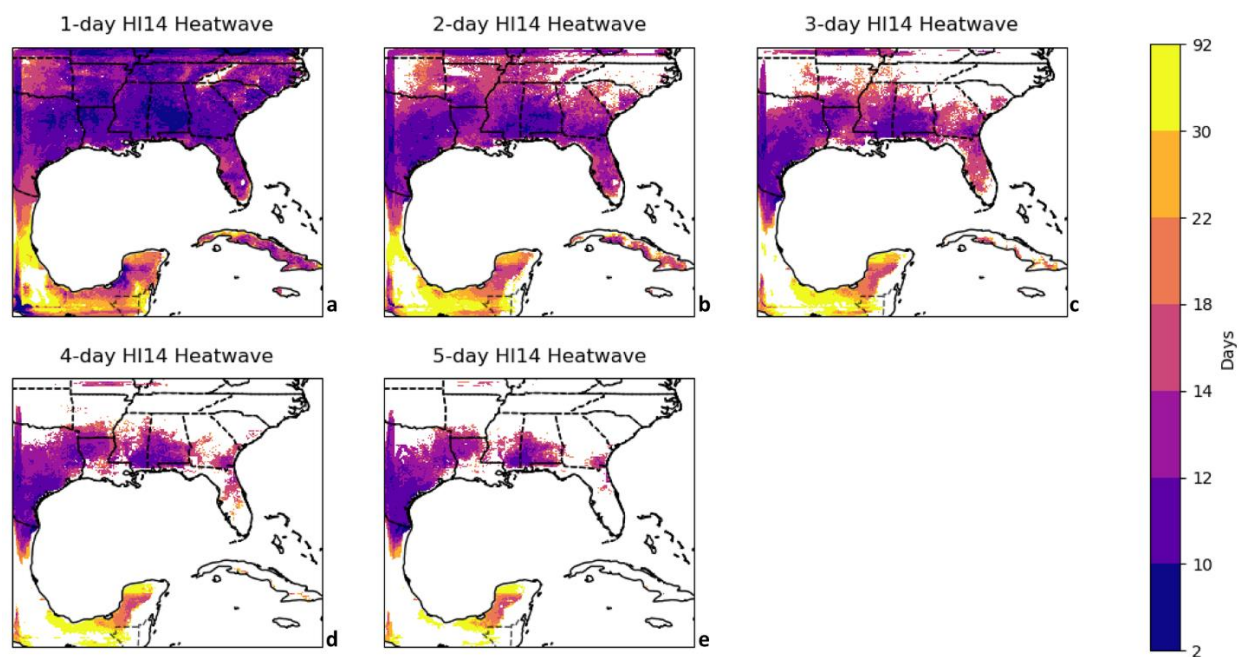 1-day HI14 Heatwave
2-day HI14 Heatwave
3-day HI14 Heatwave
a
b
c
4-day HI14 Heatwave
5-day HI14 Heatwave
d
e
92
30
22
18
14
12
10
2
Days